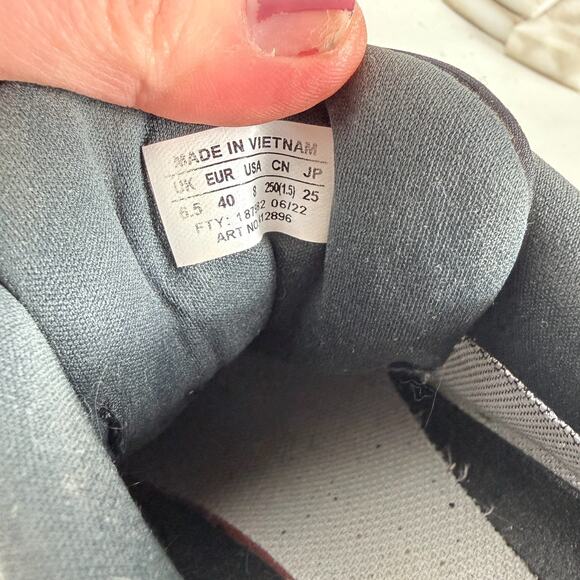 MADE IN VIETNAM
UK EUR USA CN JP
6.5 40 8 250(1.5) 25
FTY: 06/22
ART NO